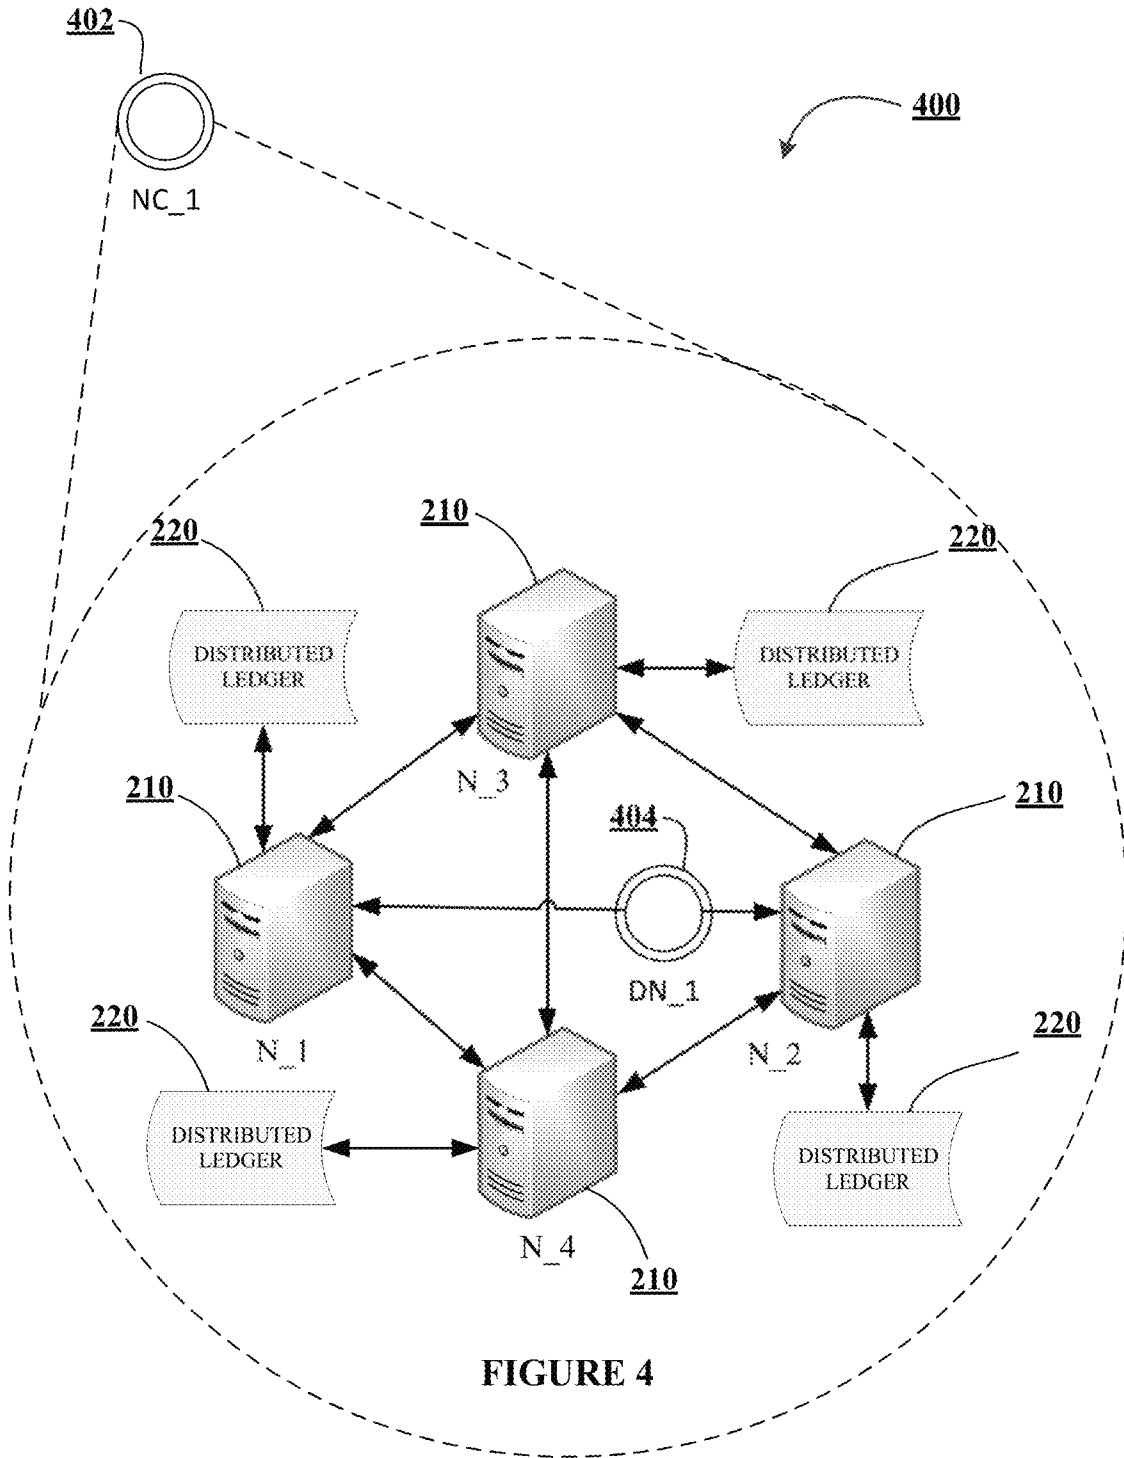 402
400
NC_1
210
220
220
DISTRIBUTED
LEDGER
DISTRIBUTED
LEDGER
N_3
210
210
404
DN_1
220
N_1
N_2
220
DISTRIBUTED
LEDGER
DISTRIBUTED
LEDGER
N_4
210
FIGURE 4